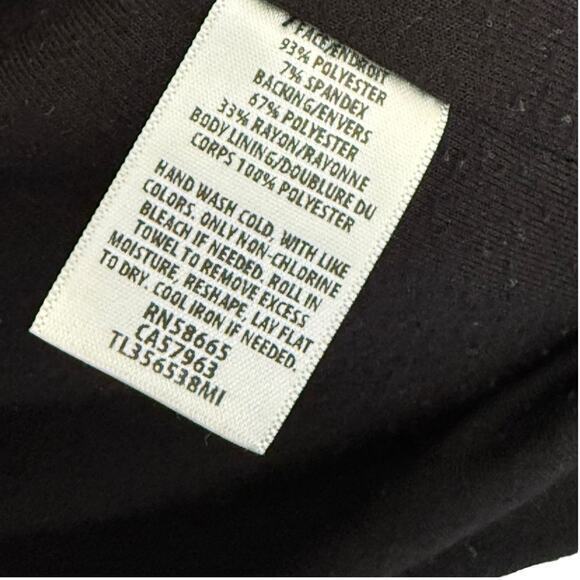 /FACE/ENDROIT
93% POLYESTER
7% SPANDEX
BACKING/ENVERS
67% POLYESTER
33% RAYON/RAYONNE
BODY LINING/DOUBLURE DU
CORPS 100% POLYESTER
HAND WASH COLD, WITH LIKE
COLORS. ONLY NON-CHLORINE
BLEACH IF NEEDED. ROLL IN
TOWEL TO REMOVE EXCESS
MOISTURE, RESHAPE, LAY FLAT
TO DRY. COOL IRON IF NEEDED.
RN58665
CA57963
TL356538MI